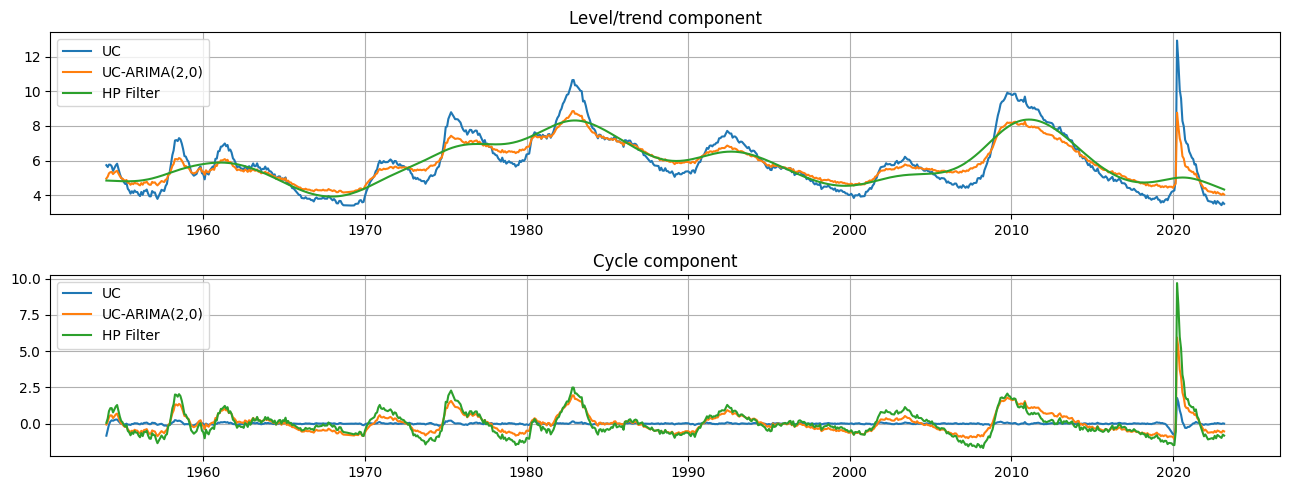 Level/trend component
UC
UC-ARIMA(2,0)
HP Filter
12
10
8
6
4
1960 1970 1980 1990 2000 2010 2020
Cycle component
UC
UC-ARIMA(2,0)
HP Filter
10.0
7.5
5.0
2.5
0.0
1960 1970 1980 1990 2000 2010 2020